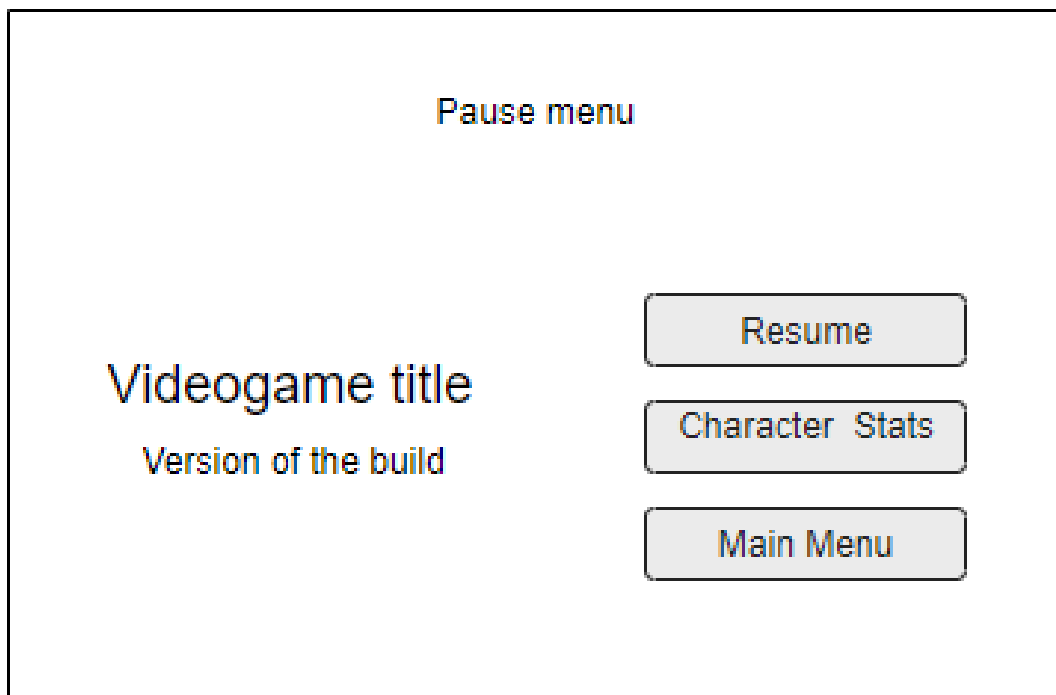 Pause menu
Videogame title
Version of the build
Resume
Character  Stats
Main Menu